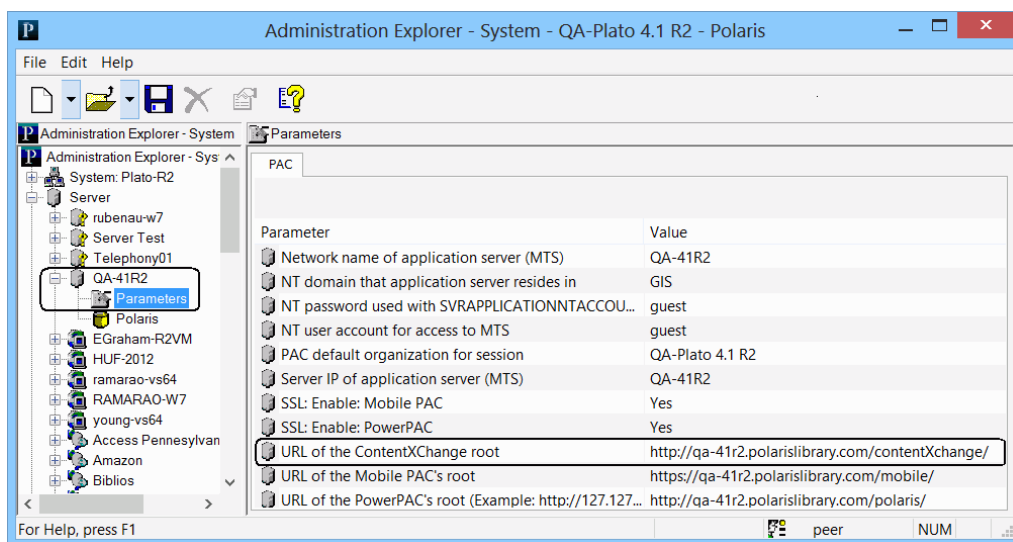 P Administration Explorer - System - QA-Plato 4.1 R2 - Polaris
File Edit Help
P Administration Explorer - System
Parameters
P Administration Explorer - Sys
System: Plato-R2
Server
rubenau-w7
Server Test
Telephony01
QA-41R2
Parameters
Polaris
EGraham-R2VM
HUF-2012
ramarao-vs64
RAMARAO-W7
young-vs64
Access Pennesylvan
Amazon
Biblios
PAC
Parameter Value
Network name of application server (MTS) QA-41R2
NT domain that application server resides in GIS
NT password used with SVRAPPLICATIONNTACCOU... guest
NT user account for access to MTS guest
PAC default organization for session QA-Plato 4.1 R2
Server IP of application server (MTS) QA-41R2
SSL: Enable: Mobile PAC Yes
SSL: Enable: PowerPAC Yes
URL of the ContentXChange root http://qa-41r2.polarislibrary.com/contentXchange/
URL of the Mobile PAC's root https://qa-41r2.polarislibrary.com/mobile/
URL of the PowerPAC's root (Example: http://127.127... http://qa-41r2.polarislibrary.com/polaris/
For Help, press F1 peer NUM